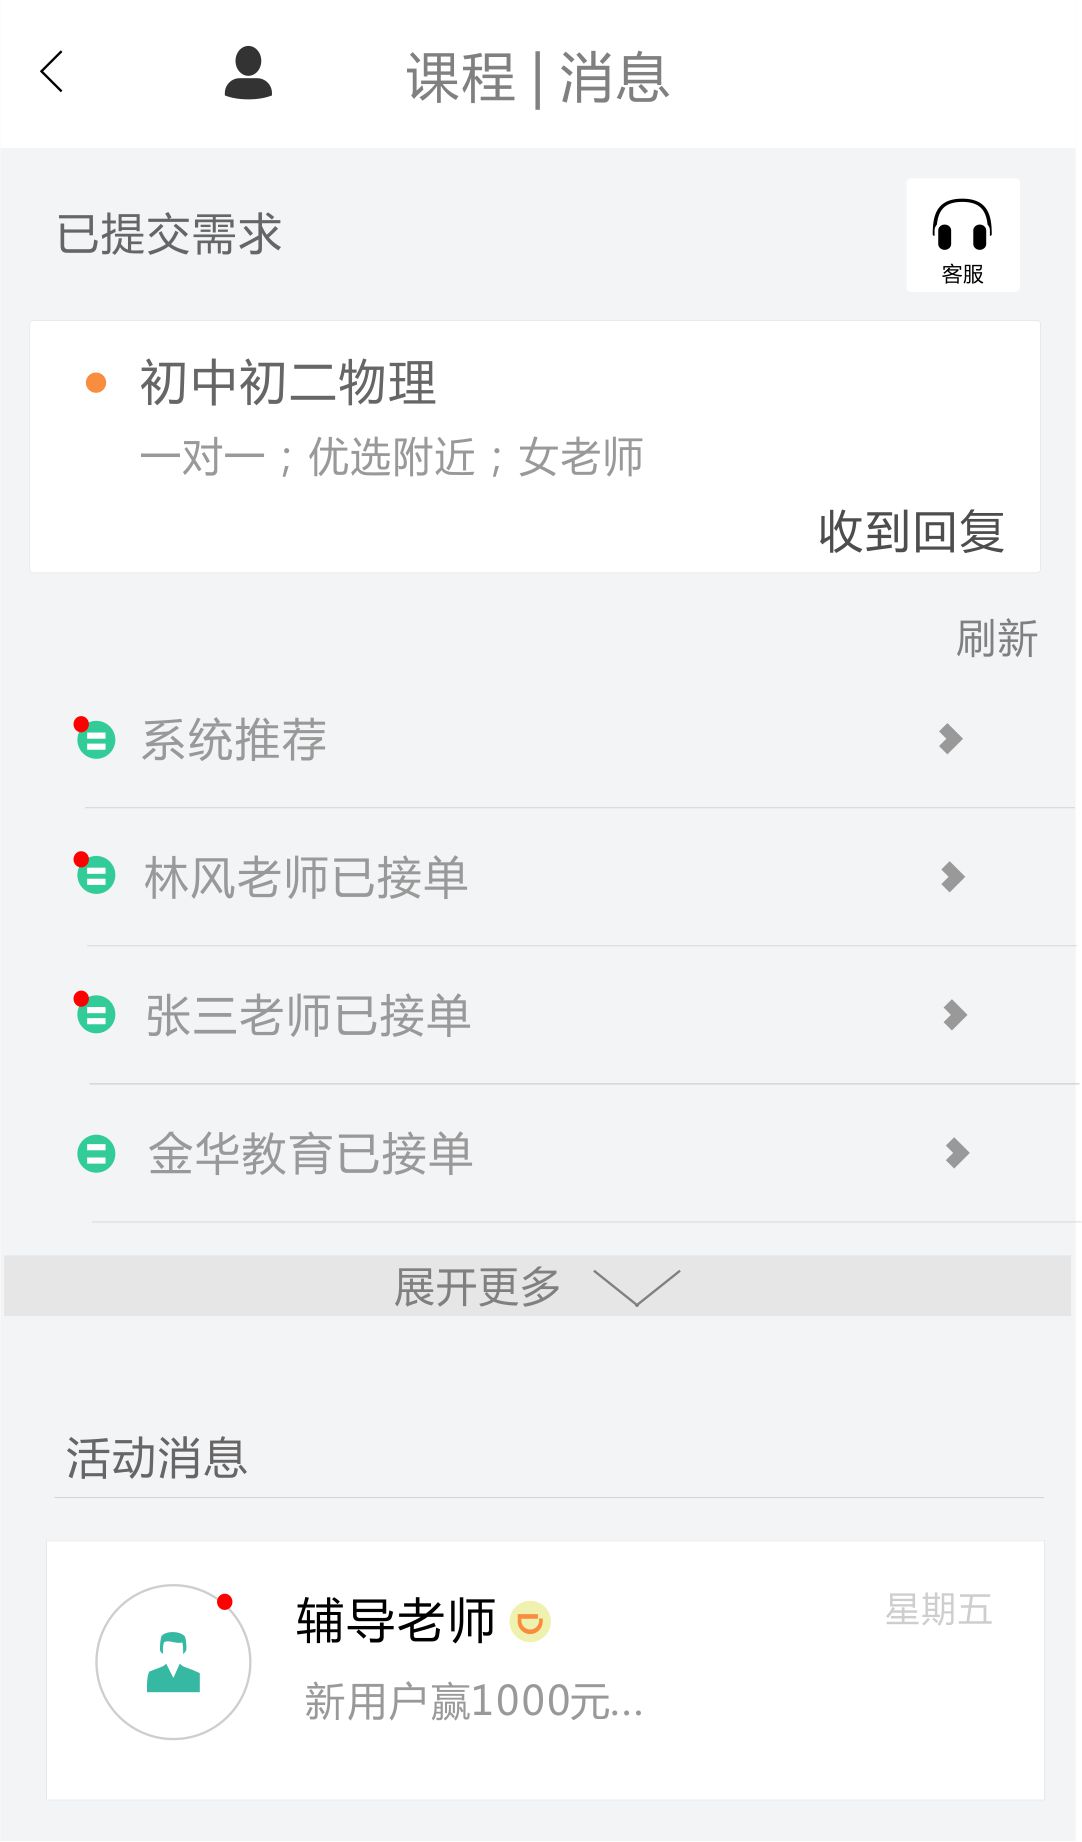 课程 | 消息
已提交需求
客服
初中初二物理
一对一；优选附近；女老师
收到回复
刷新
系统推荐
林风老师已接单
张三老师已接单
金华教育已接单
展开更多
活动消息
辅导老师
星期五
新用户赢1000元...